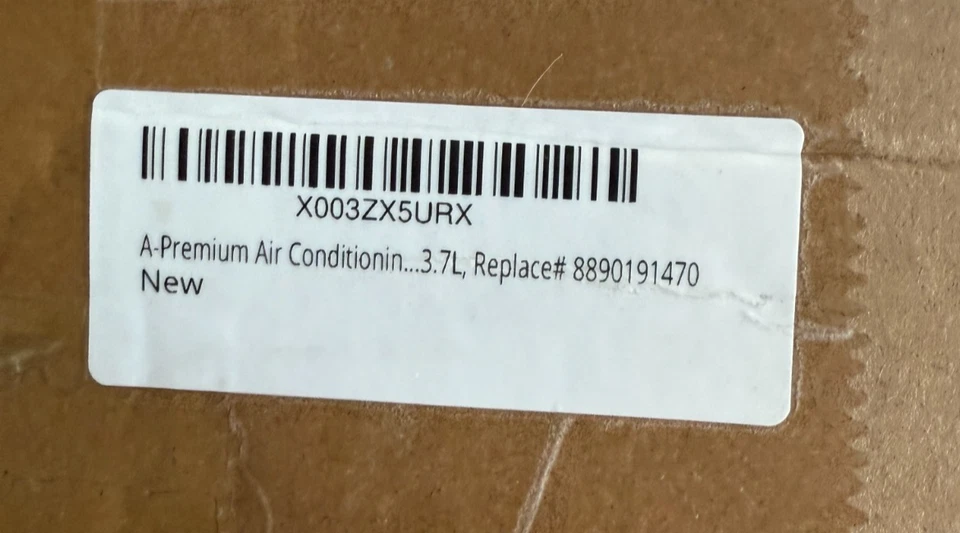 X003ZX5URX
A-Premium Air Conditionin...3.7L, Replace# 8890191470
New